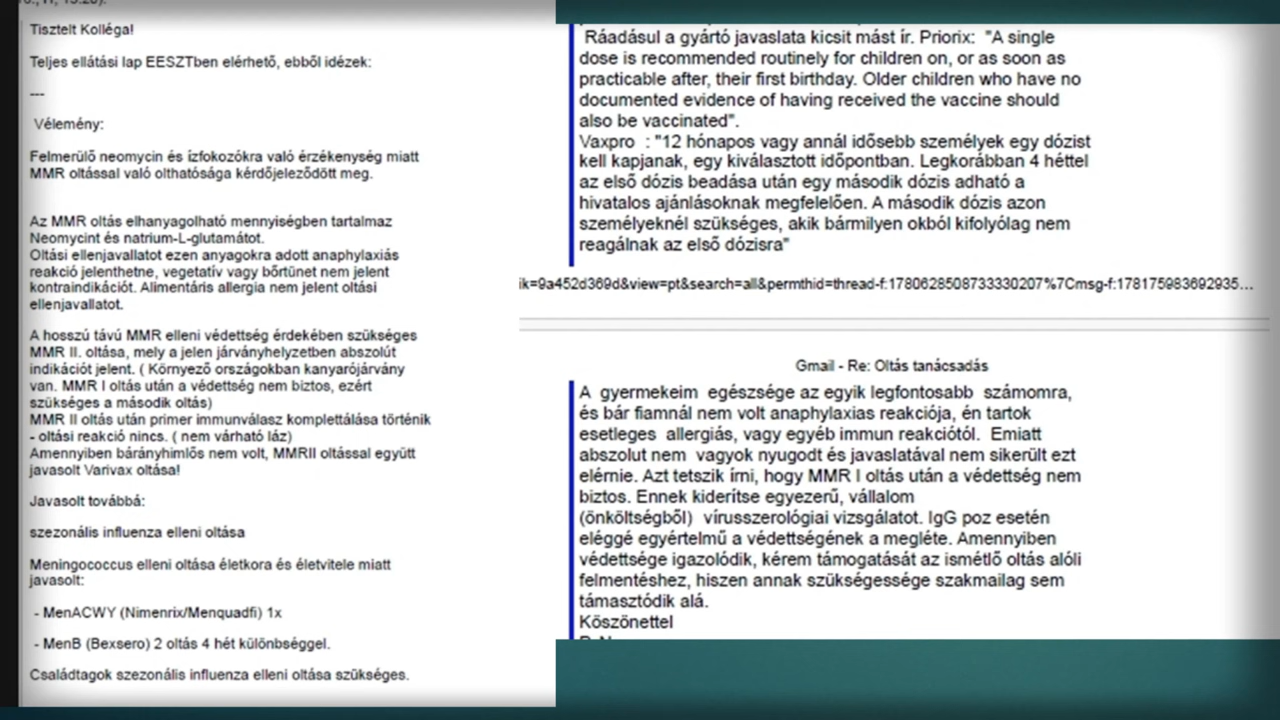 Tisztelt Kolléga!
Teljes ellátási lap EESZTben elérhető, ebből idézek:
---
Vélemény:
Felmerülő neomycin és ízfokozókra való érzékenység miatt
MMR oltással való olthatósága kérdőjeleződött meg.
Az MMR oltás elhanyagolható mennyiségben tartalmaz
Neomycint és natrium-L-glutamátot.
Oltási ellenjavallatot ezen anyagokra adott anaphylaxiás
reakció jelenthetne, vegetatív vagy bőrtünet nem jelent
kontraindikációt. Alimentáris allergia nem jelent oltási
ellenjavallatot.
A hosszú távú MMR elleni védettség érdekében szükséges
MMR II. oltása, mely a jelen járványhelyzetben abszolút
indikációt jelent. ( Környező országokban kanyarójárvány
van. MMR I oltás után a védettség nem biztos, ezért
szükséges a második oltás)
MMR II oltás után primer immunválasz komplettálása történik
- oltási reakció nincs. ( nem várható láz)
Amennyiben bárányhimlős nem volt, MMRII oltással együtt
javasolt Varivax oltása!
Javasolt továbbá:
szezonális influenza elleni oltása
Meningococcus elleni oltása életkora és életvitele miatt
javasolt:
- MenACWY (Nimenrix/Menquadfi) 1x
- MenB (Bexsero) 2 oltás 4 hét különbséggel.
Családtagok szezonális influenza elleni oltása szükséges.
Ráadásul a gyártó javaslata kicsit mást ír. Priorix: "A single
dose is recommended routinely for children on, or as soon as
practicable after, their first birthday. Older children who have no
documented evidence of having received the vaccine should
also be vaccinated".
Vaxpro : "12 hónapos vagy annál idősebb személyek egy dózist
kell kapjanak, egy kiválasztott időpontban. Legkorábban 4 héttel
az első dózis beadása után egy második dózis adható a
hivatalos ajánlásoknak megfelelően. A második dózis azon
személyeknél szükséges, akik bármilyen okból kifolyólag nem
reagálnak az első dózisra"
ik=9a452d369d&view=pt&search=all&permthid=thread-f:1780628508733330207%7Cmsg-f:178175983692935...
Gmail - Re: Oltás tanácsadás
A gyermekeim egészsége az egyik legfontosabb számomra,
és bár fiamnál nem volt anaphylaxias reakciója, én tartok
esetleges allergiás, vagy egyéb immun reakciótól. Emiatt
abszolut nem vagyok nyugodt és javaslatával nem sikerült ezt
elérnie. Azt tetszik írni, hogy MMR I oltás után a védettség nem
biztos. Ennek kiderítse egyezerű, vállalom
(önköltségből) vírusszerológiai vizsgálatot. IgG poz esetén
eléggé egyértelmű a védettségének a megléte. Amennyiben
védettsége igazolódik, kérem támogatását az ismétlő oltás alóli
felmentéshez, hiszen annak szükségessége szakmailag sem
támasztódik alá.
Köszönettel